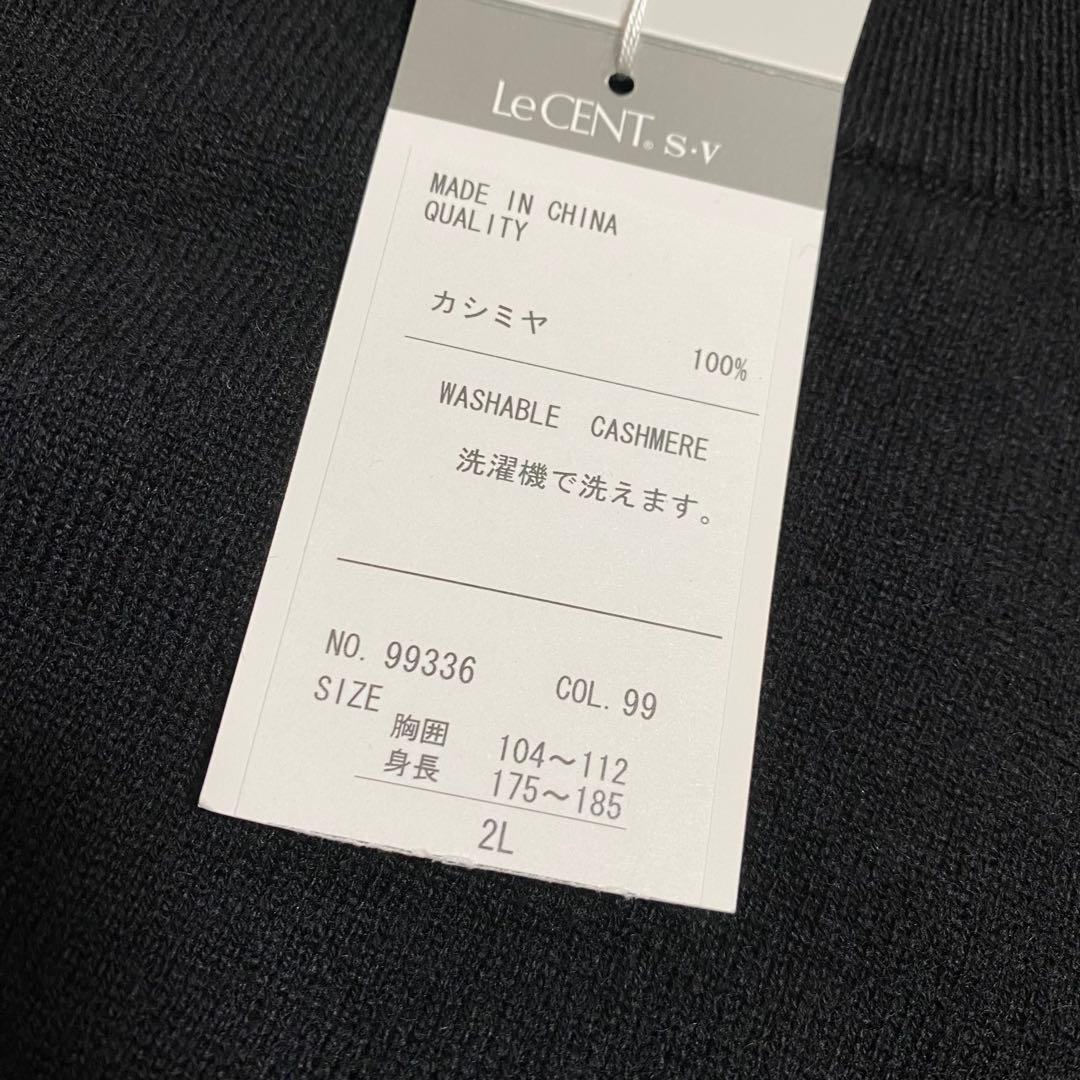 LeCENT® s・v
MADE IN CHINA
QUALITY
カシミヤ 100%
WASHABLE CASHMERE
洗濯機で洗えます。
NO. 99336 COL. 99
SIZE
胸囲 104～112
身長 175～185
2L